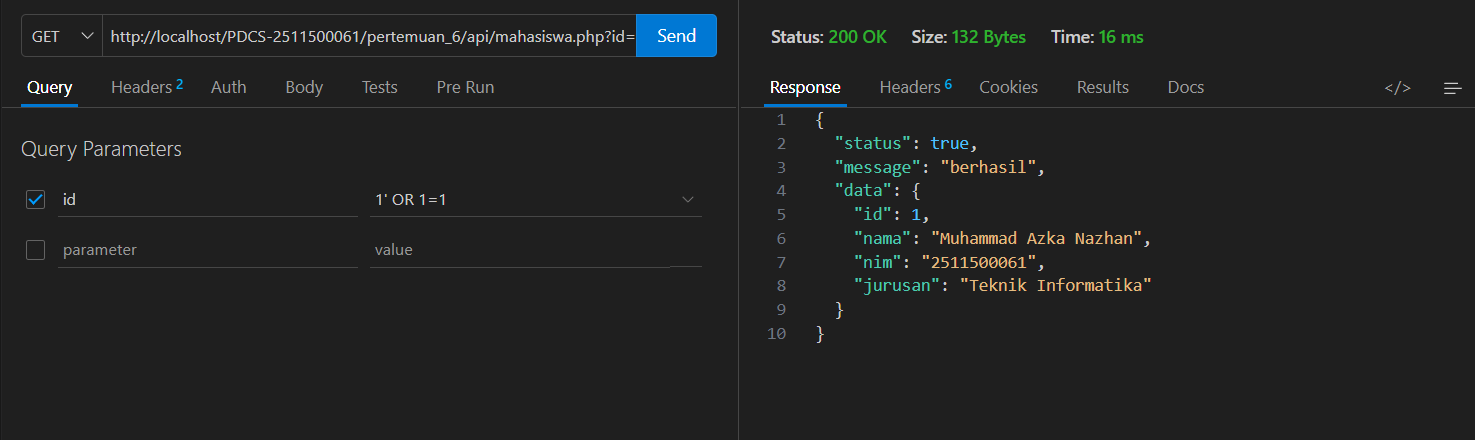 GET http://localhost/PDCS-2511500061/pertemuan_6/api/mahasiswa.php?id= Send
Query Headers 2 Auth Body Tests Pre Run
Query Parameters
id 1' OR 1=1
parameter value
Status: 200 OK Size: 132 Bytes Time: 16 ms
Response Headers 6 Cookies Results Docs </>
1 {
2 "status": true,
3 "message": "berhasil",
4 "data": {
5 "id": 1,
6 "nama": "Muhammad Azka Nazhan",
7 "nim": "2511500061",
8 "jurusan": "Teknik Informatika"
9 }
10 }